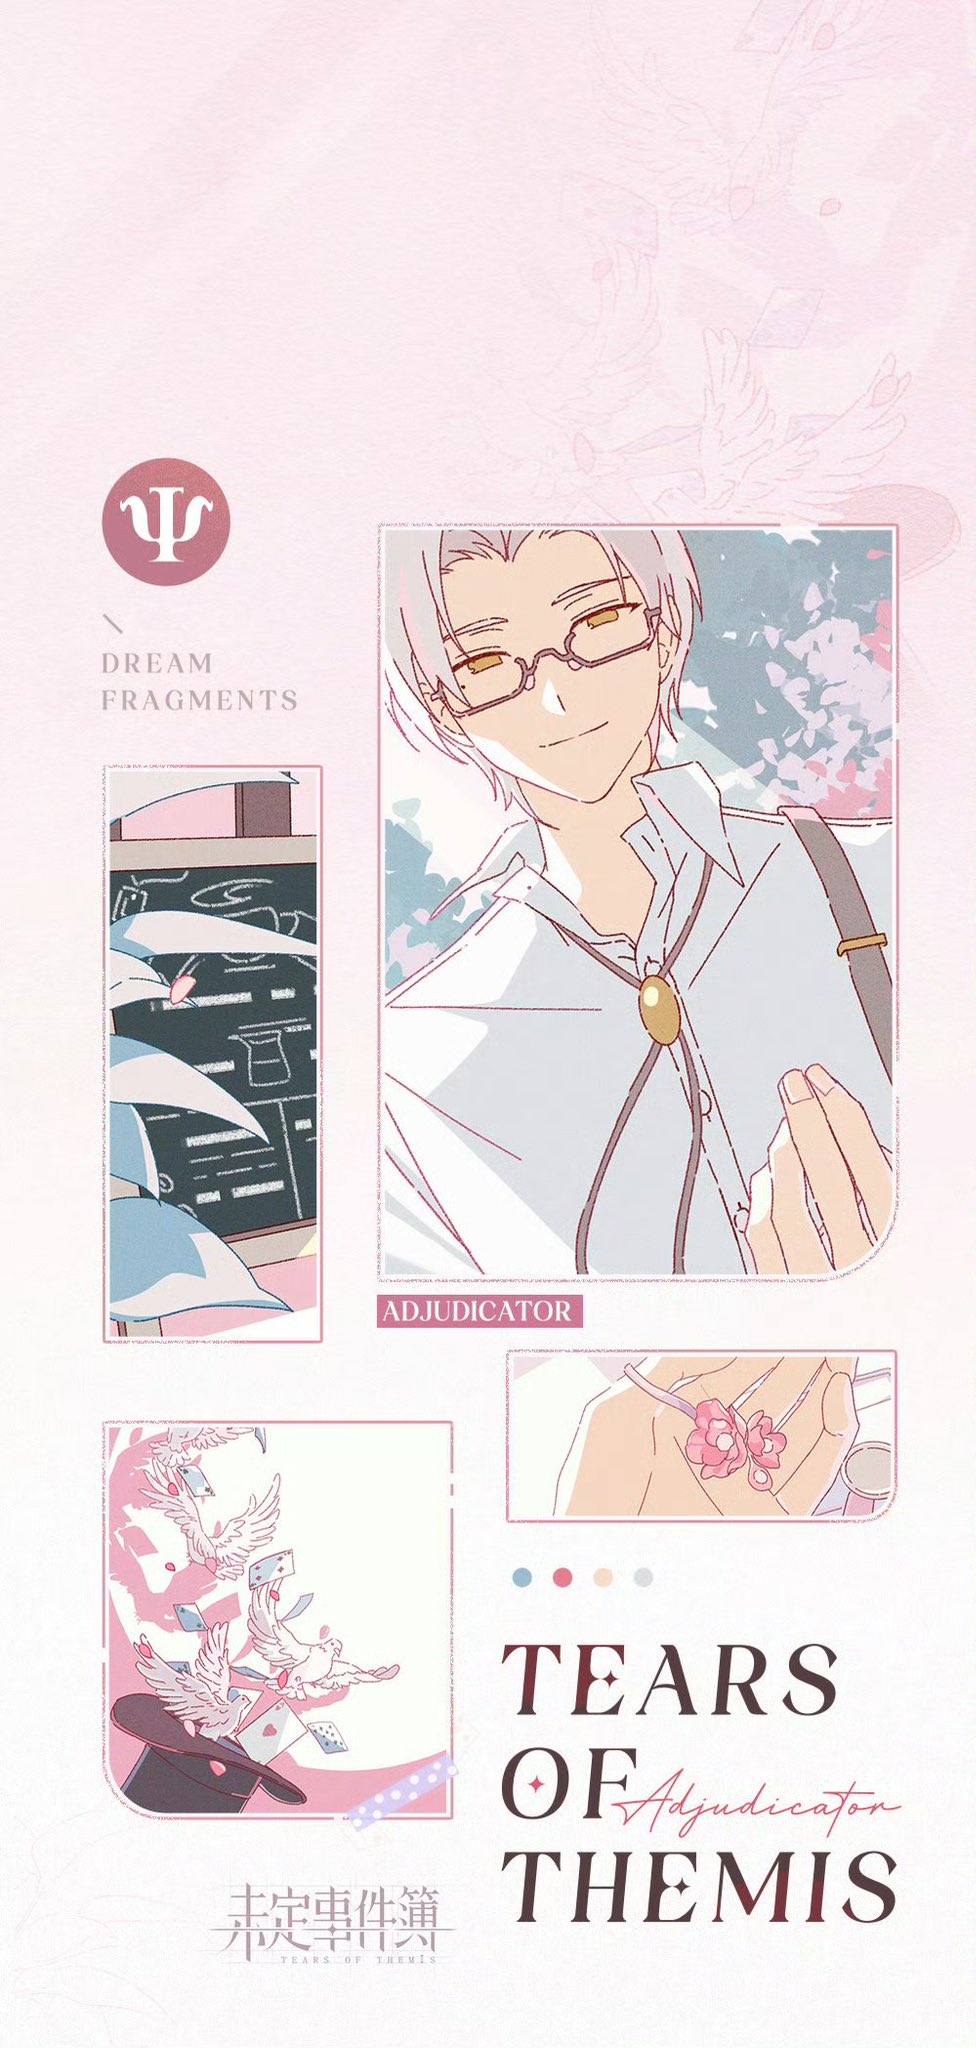 Ψ
DREAM
FRAGMENTS
ADJUDICATOR
TEARS
OF
Adjudicator
THEMIS
未定事件簿
TEARS OF THEMIS